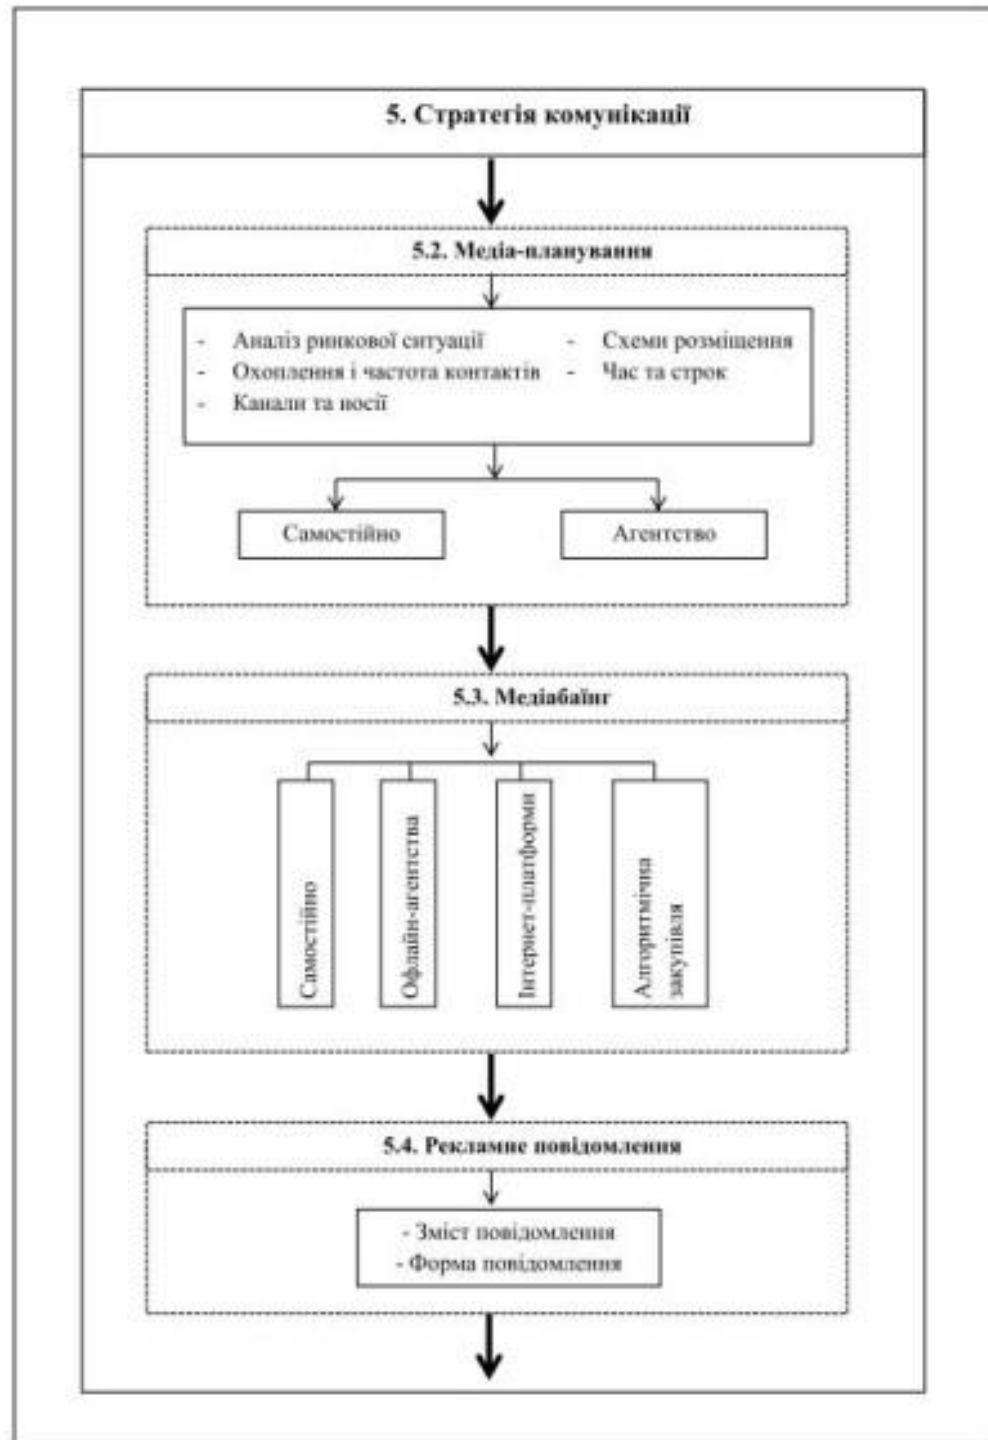 5. Стратегія комунікації
5.2. Медіа-планування
- Аналіз ринкової ситуації
- Охоплення і частота контактів
- Канали та носії
- Схеми розміщення
- Час та строк
Самостійно
Агентство
5.3. Медіабаїнг
Самостійно
Офлайн-агентства
Інтернет-платформи
Алгоритмічна
закупівля
5.4. Рекламне повідомлення
- Зміст повідомлення
- Форма повідомлення